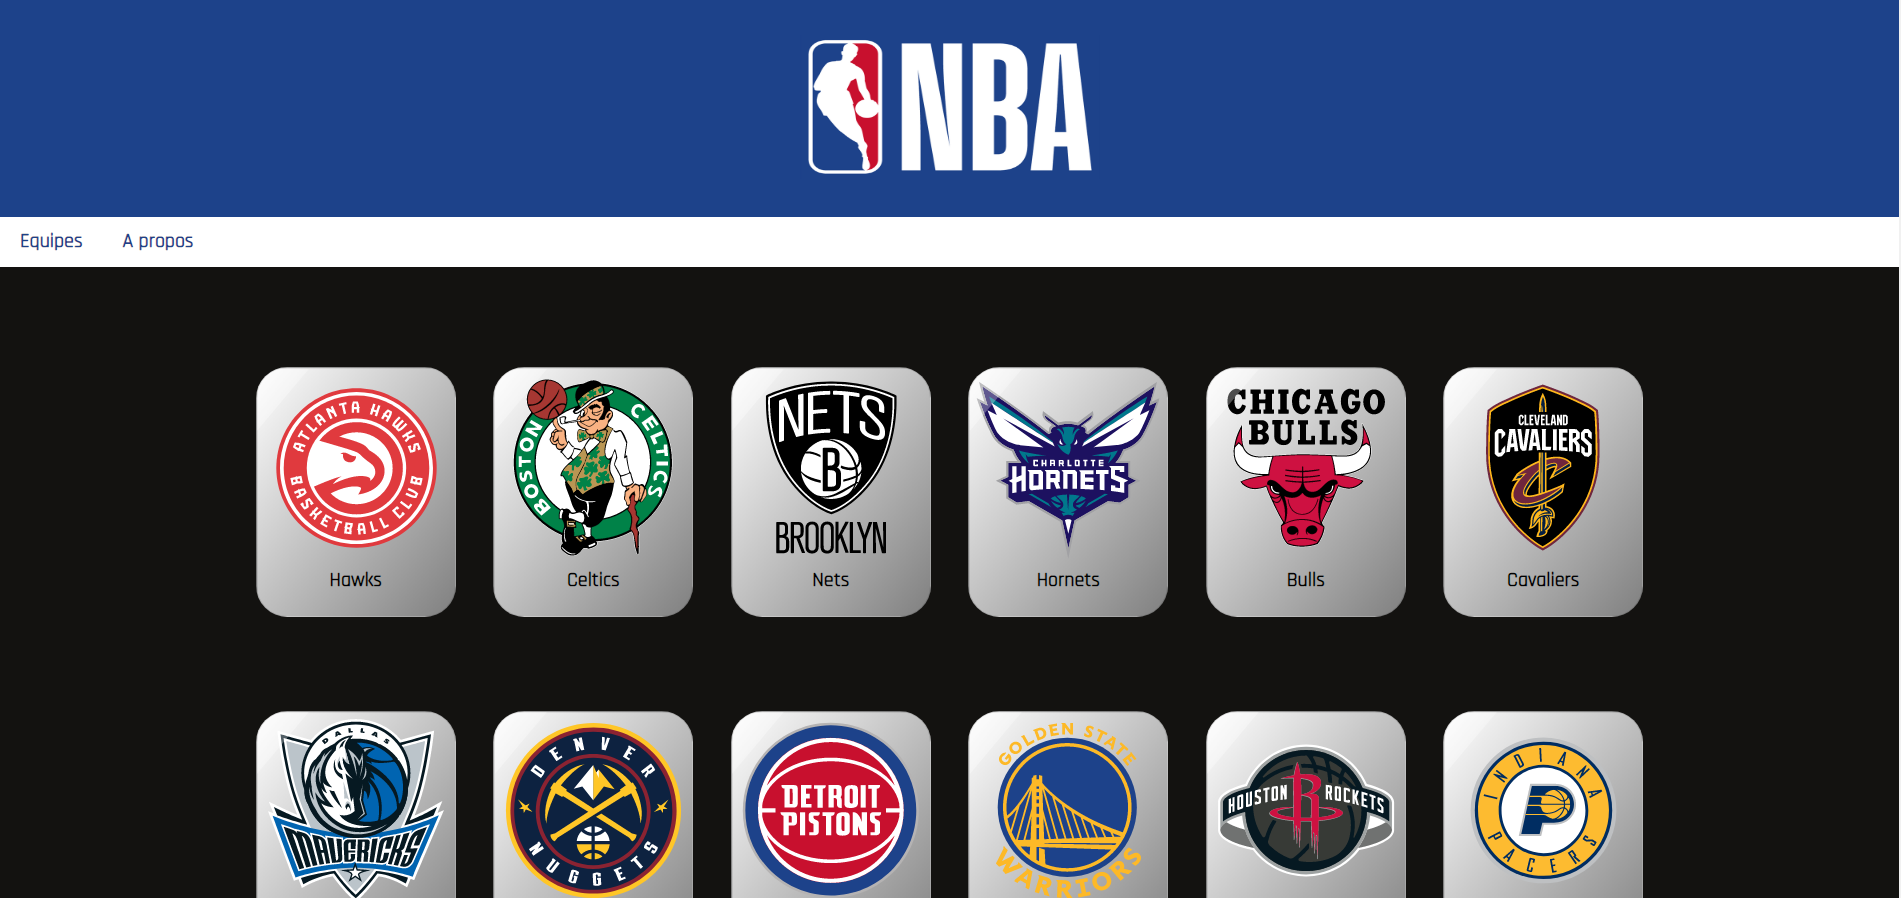 NBA
Equipes A propos
ATLANTA HAWKS
BASKETBALL CLUB
Hawks
BOSTON CELTICS
Celtics
NETS
B
BROOKLYN
Nets
CHARLOTTE
HORNETS
Hornets
CHICAGO
BULLS
Bulls
CLEVELAND
CAVALIERS
C
Cavaliers
DALLAS
MAVERICKS
DENVER
NUGGETS
DETROIT
PISTONS
GOLDEN STATE
WARRIORS
HOUSTON R ROCKETS
INDIANA
P
PACERS